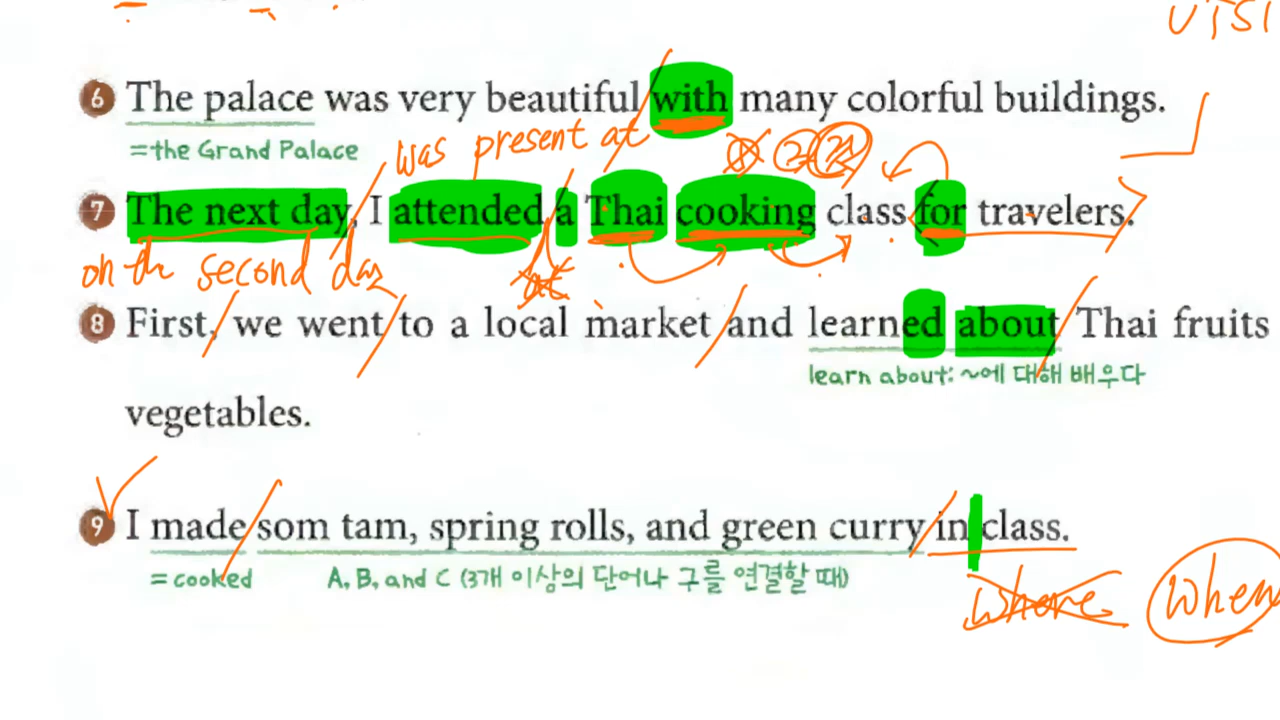 6 The palace was very beautiful with many colorful buildings.
=the Grand Palace
was present at
7 The next day, I attended a Thai cooking class for travelers.
on the second day
at
8 First, we went to a local market and learned about Thai fruits
learn about: ~에 대해 배우다
vegetables.
9 I made som tam, spring rolls, and green curry in class.
= cooked A, B, and C (3개 이상의 단어나 구를 연결할 때)
where when